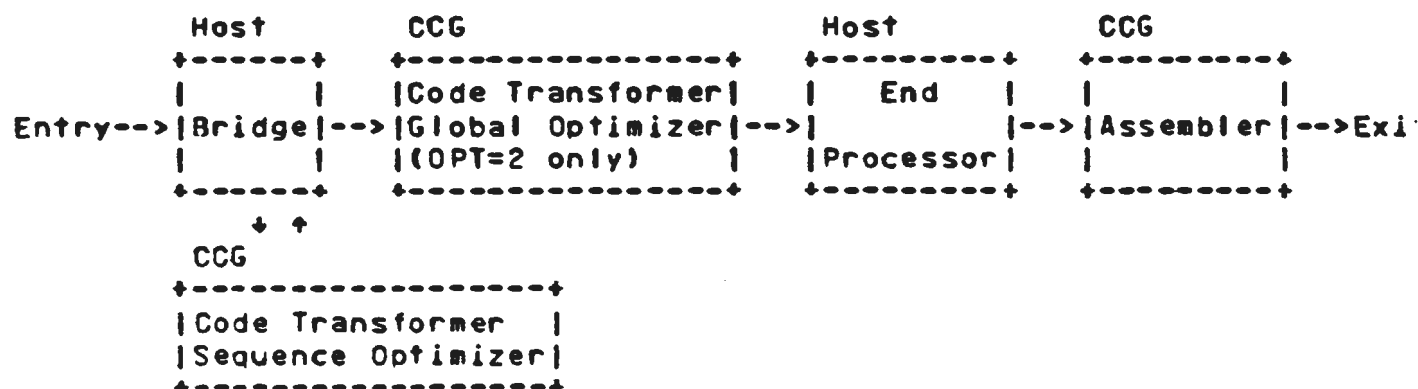 Host CCG Host CCG
Code Transformer End
Entry-->|Bridge|-->|Global Optimizer|-->| |-->|Assembler|-->Exi
(OPT=2 only) Processor
CCG
Code Transformer
Sequence Optimizer